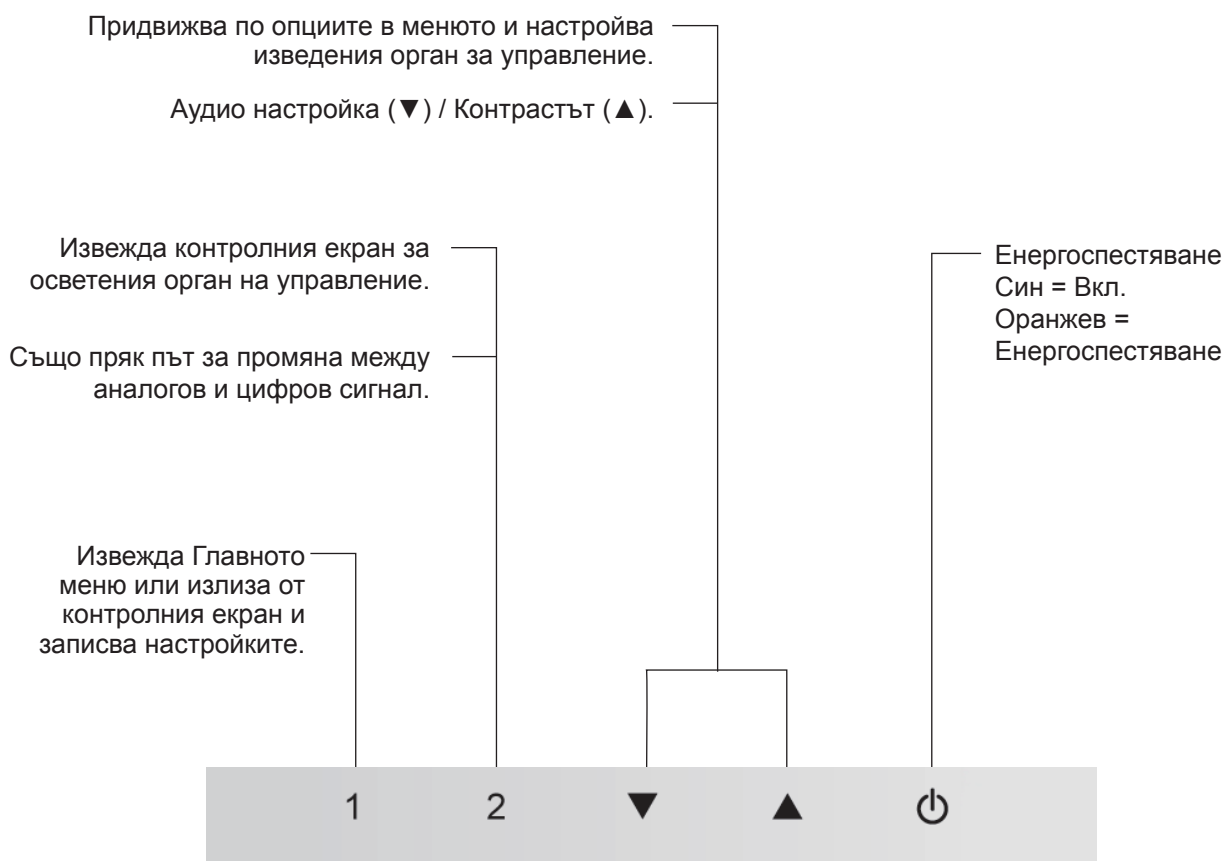 Придвижва по опциите в менюто и настройва
изведения орган за управление.
Аудио настройка (▼) / Контрастът (▲).
Извежда контролния екран за
осветения орган на управление.
Също пряк път за промяна между
аналогов и цифров сигнал.
Енергоспестяване
Син = Вкл.
Оранжев =
Енергоспестяване
Извежда Главното
меню или излиза от
контролния екран и
записва настройките.
1 2 ▼ ▲ ⏻